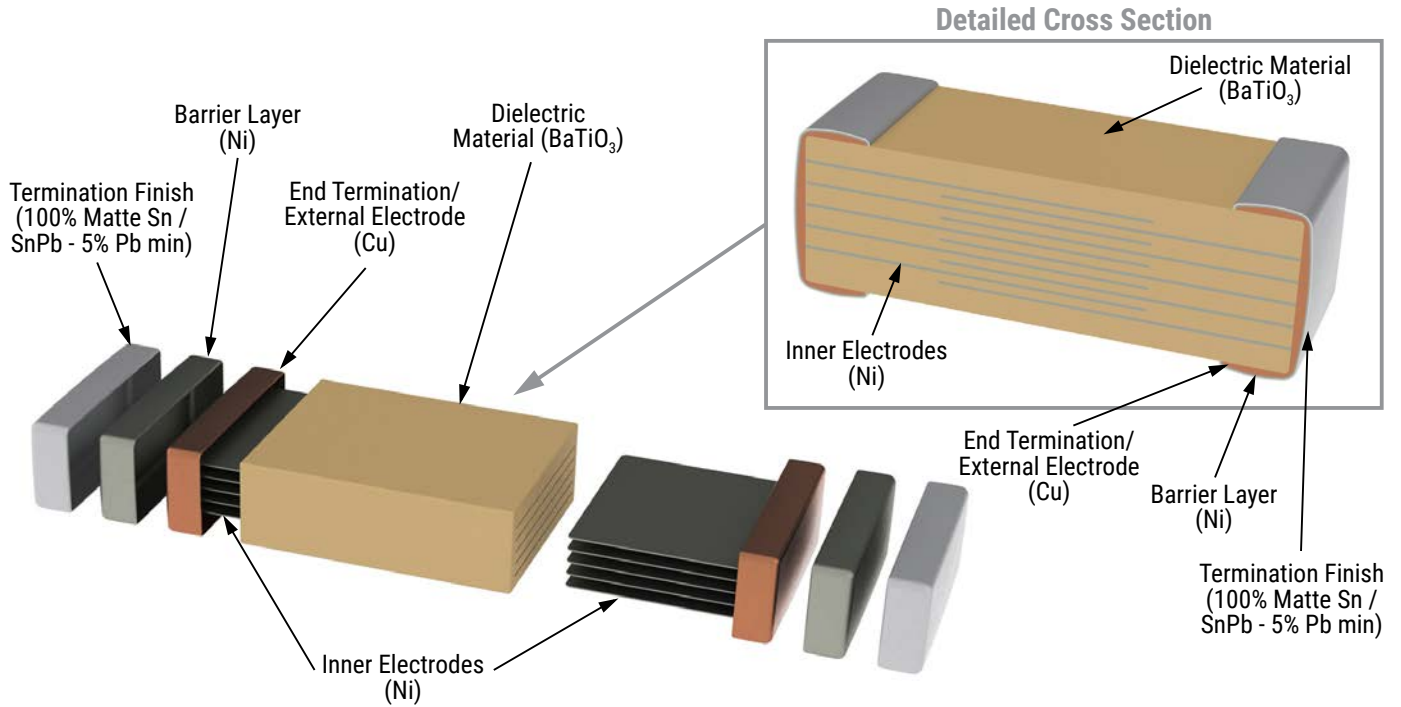 Detailed Cross Section
Dielectric Material
(BaTiO₃)
Barrier Layer
(Ni)
Dielectric
Material (BaTiO₃)
Termination Finish
(100% Matte Sn /
SnPb - 5% Pb min)
End Termination/
External Electrode
(Cu)
Inner Electrodes
(Ni)
End Termination/
External Electrode
(Cu)
Barrier Layer
(Ni)
Termination Finish
(100% Matte Sn /
SnPb - 5% Pb min)
Inner Electrodes
(Ni)